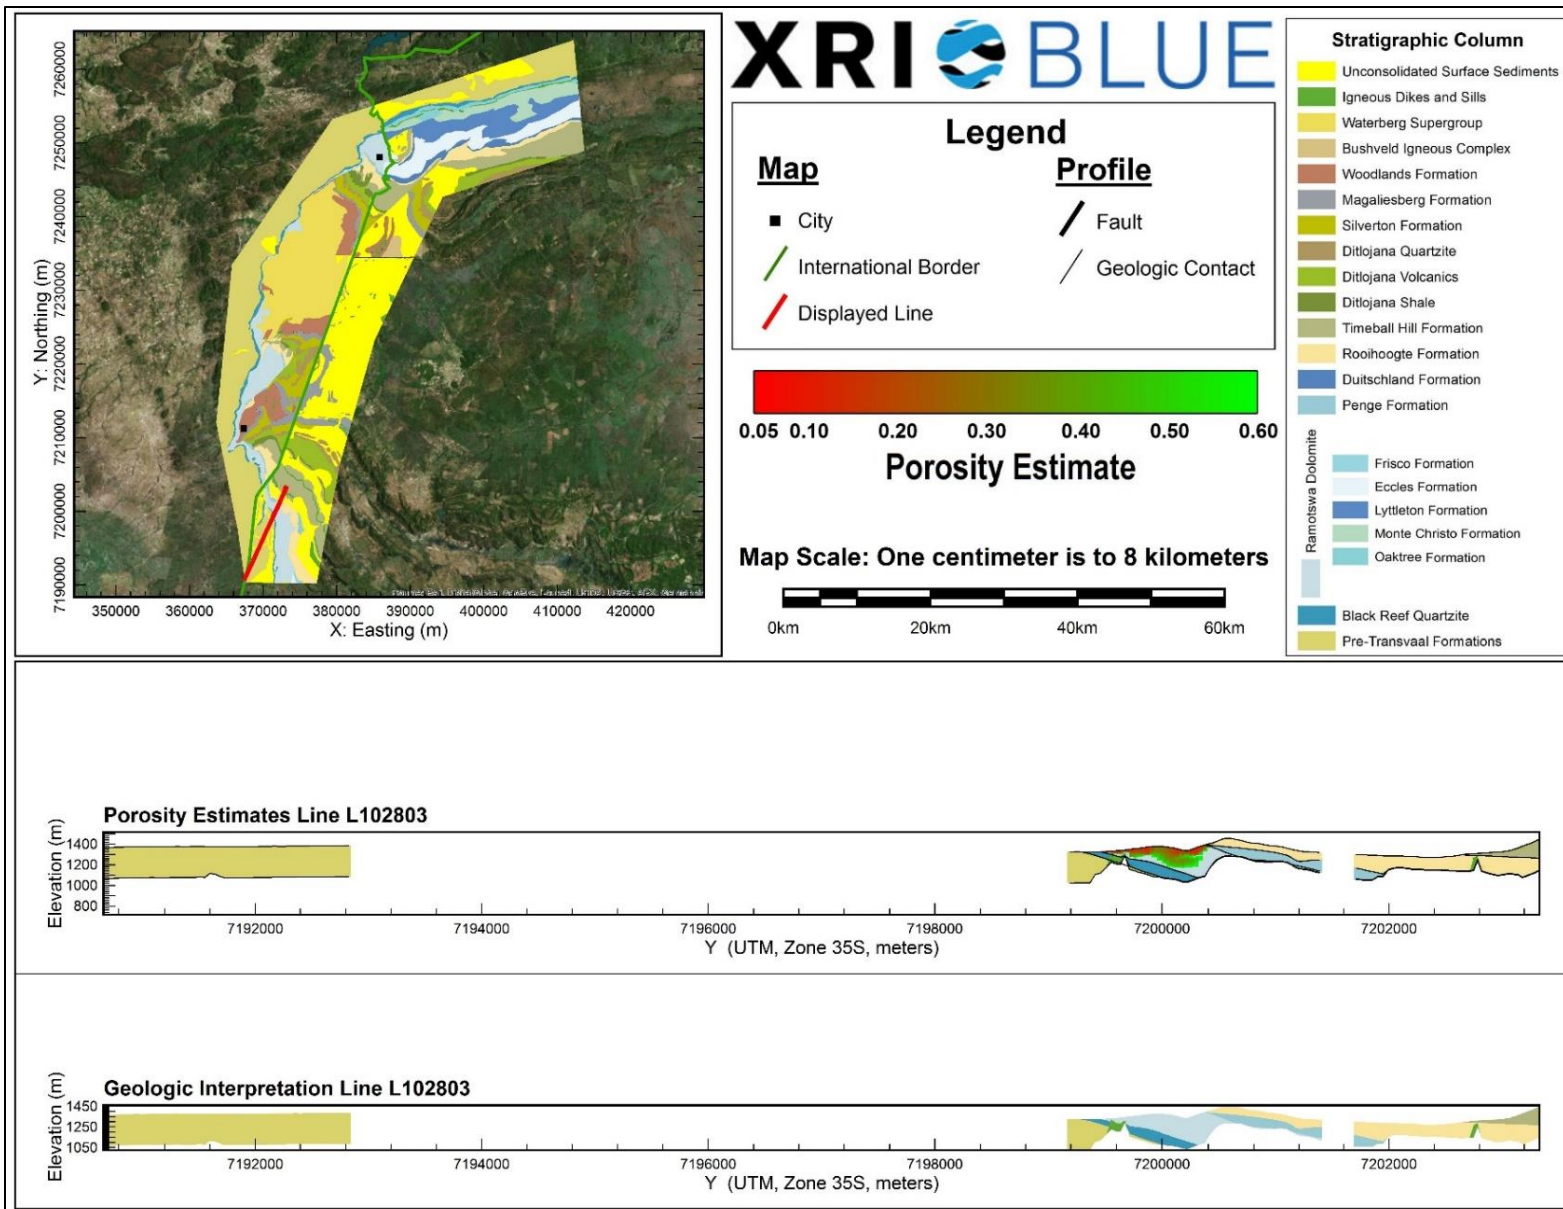 XRI BLUE
7260000
7250000
7240000
7230000
7220000
7210000
7200000
7190000
Y: Northing (m)
350000 360000 370000 380000 390000 400000 410000 420000
X: Easting (m)
Legend
Map
City
International Border
Displayed Line
Profile
Fault
Geologic Contact
0.05 0.10 0.20 0.30 0.40 0.50 0.60
Porosity Estimate
Map Scale: One centimeter is to 8 kilometers
0km 20km 40km 60km
Stratigraphic Column
Unconsolidated Surface Sediments
Igneous Dikes and Sills
Waterberg Supergroup
Bushveld Igneous Complex
Woodlands Formation
Magaliesberg Formation
Silverton Formation
Ditlojana Quartzite
Ditlojana Volcanics
Ditlojana Shale
Timeball Hill Formation
Rooihoogte Formation
Duitschland Formation
Penge Formation
Ramotswa Dolomite
Frisco Formation
Eccles Formation
Lyttleton Formation
Monte Christo Formation
Oaktree Formation
Black Reef Quartzite
Pre-Transvaal Formations
Porosity Estimates Line L102803
Elevation (m)
1400
1200
1000
800
7192000 7194000 7196000 7198000 7200000 7202000
Y (UTM, Zone 35S, meters)
Geologic Interpretation Line L102803
Elevation (m)
1450
1250
1050
7192000 7194000 7196000 7198000 7200000 7202000
Y (UTM, Zone 35S, meters)